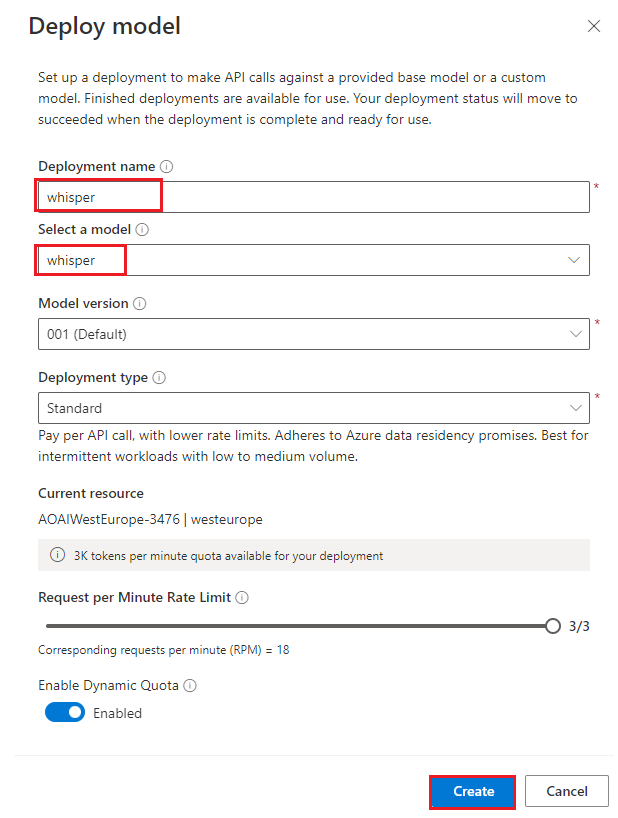 Deploy model
Set up a deployment to make API calls against a provided base model or a custom
model. Finished deployments are available for use. Your deployment status will move to
succeeded when the deployment is complete and ready for use.
Deployment name
whisper *
Select a model
whisper
Model version
001 (Default) *
Deployment type
Standard *
Pay per API call, with lower rate limits. Adheres to Azure data residency promises. Best for
intermittent workloads with low to medium volume.
Current resource
AOAIWestEurope-3476 | westeurope
3K tokens per minute quota available for your deployment
Request per Minute Rate Limit
3/3
Corresponding requests per minute (RPM) = 18
Enable Dynamic Quota
Enabled
Create Cancel